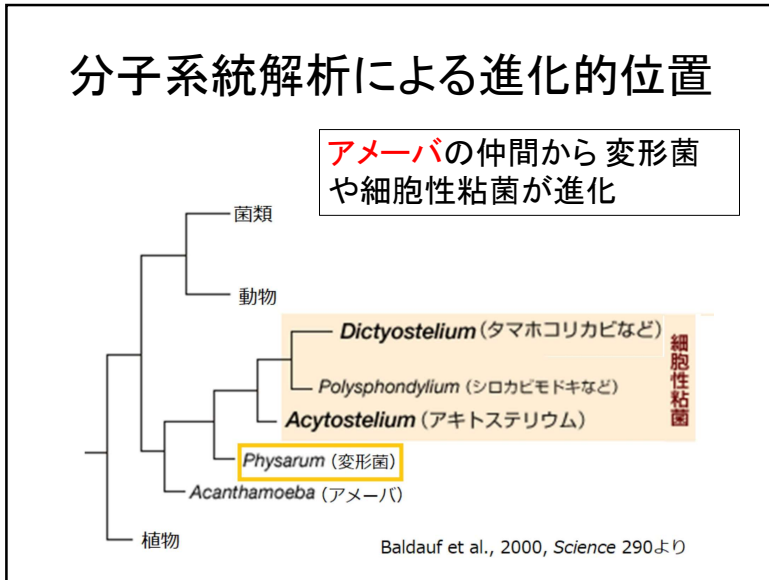 分子系統解析による進化的位置
アメーバの仲間から 変形菌
や細胞性粘菌が進化
菌類
動物
Dictyostelium（タマホコリカビなど）
Polysphondylium（シロカビモドキなど）
Acytostelium（アキトステリウム）
細胞性粘菌
Physarum（変形菌）
Acanthamoeba（アメーバ）
植物
Baldauf et al., 2000, Science 290より